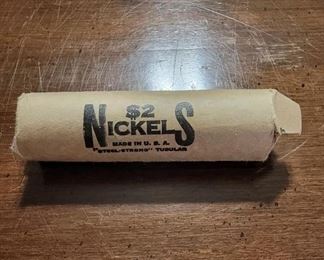 $2
NICKELS
MADE IN U.S.A.
"STEEL-STRONG" TUBULAR